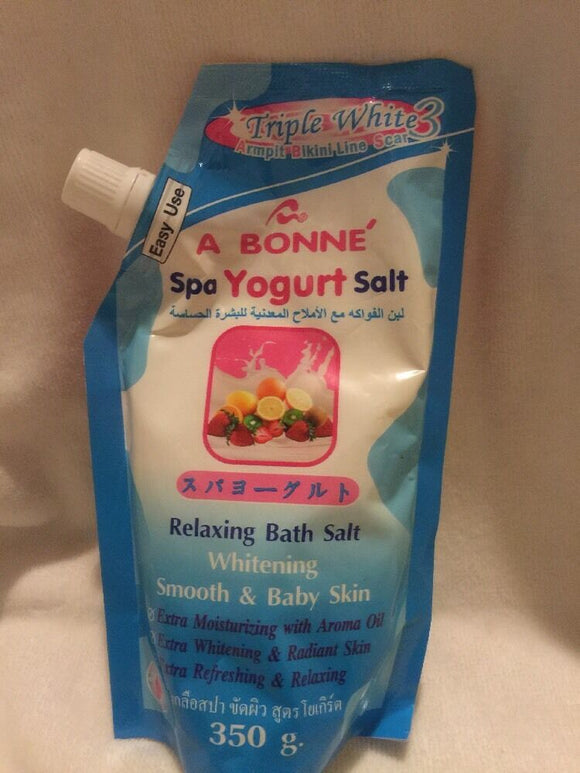 Triple White 3
Armpit Bikini Line Scar
Easy Use
A BONNÉ
Spa Yogurt Salt
لبن الفواكه مع الأملاح المعدنية للبشرة الحساسة
スパヨーグルト
Relaxing Bath Salt
Whitening
Smooth & Baby Skin
Extra Moisturizing with Aroma Oil
Extra Whitening & Radiant Skin
Extra Refreshing & Relaxing
เกลือสปา ขัดผิว สูตรโยเกิร์ต
350 g.